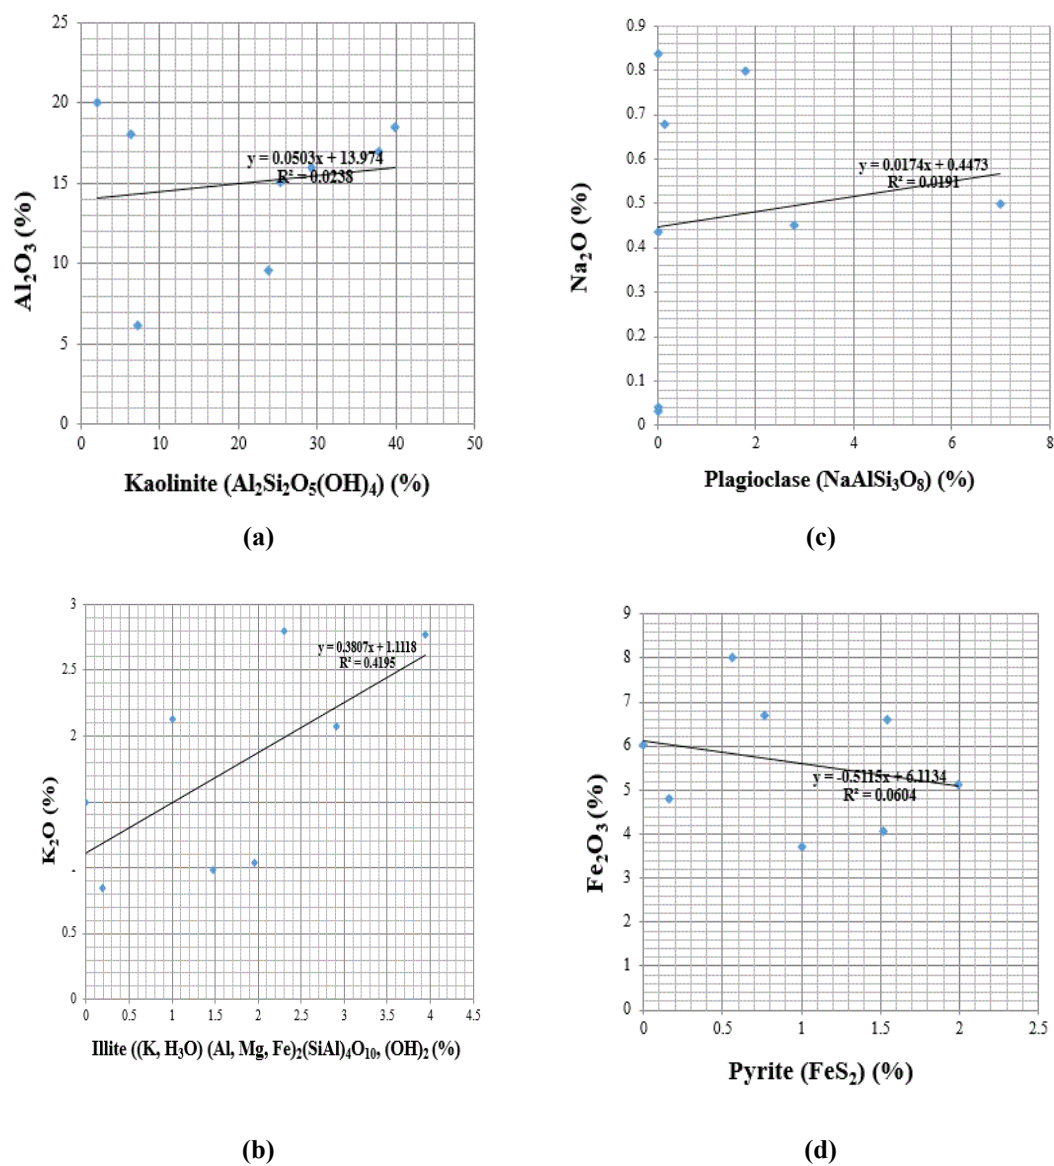 25
20
15
10
5
0
Al₂O₃ (%)
y = 0.0503x + 13.974
R² = 0.0238
0 10 20 30 40 50
Kaolinite (Al₂Si₂O₅(OH)₄) (%)
(a)
0.9
0.8
0.7
0.6
0.5
0.4
0.3
0.2
0.1
0
Na₂O (%)
y = 0.0174x + 0.4473
R² = 0.0191
0 2 4 6 8
Plagioclase (NaAlSi₃O₈) (%)
(c)
3
2.5
2
0.5
0
K₂O (%)
y = 0.3807x + 1.1118
R² = 0.4195
0 0.5 1 1.5 2 2.5 3 3.5 4 4.5
Illite ((K, H₃O) (Al, Mg, Fe)₂(SiAl)₄O₁₀, (OH)₂ (%)
(b)
9
8
7
6
5
4
3
2
1
0
Fe₂O₃ (%)
y = -0.5115x + 6.1134
R² = 0.0604
0 0.5 1 1.5 2 2.5
Pyrite (FeS₂) (%)
(d)